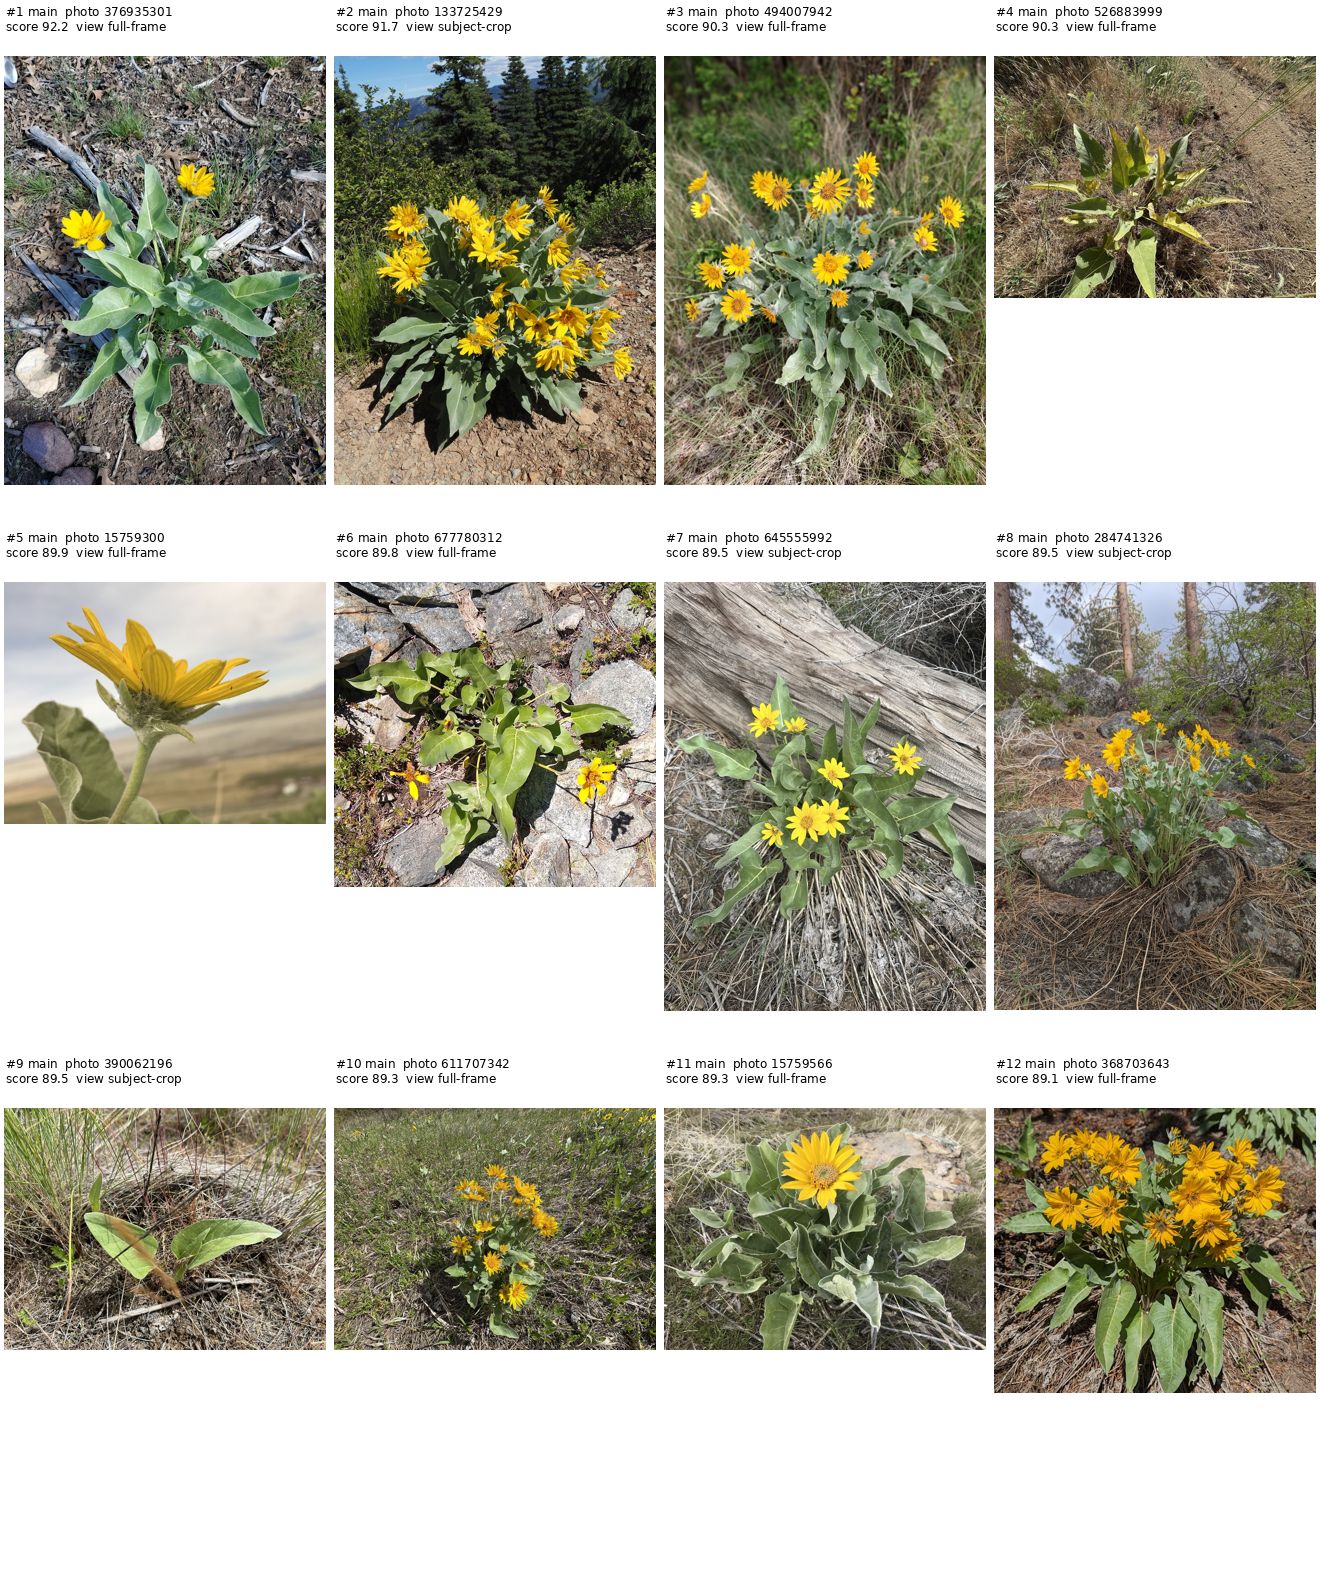 #1 main  photo 376935301
score 92.2  view full-frame
#2 main  photo 133725429
score 91.7  view subject-crop
#3 main  photo 494007942
score 90.3  view full-frame
#4 main  photo 526883999
score 90.3  view full-frame
#5 main  photo 15759300
score 89.9  view full-frame
#6 main  photo 677780312
score 89.8  view full-frame
#7 main  photo 645555992
score 89.5  view subject-crop
#8 main  photo 284741326
score 89.5  view subject-crop
#9 main  photo 390062196
score 89.5  view subject-crop
#10 main  photo 611707342
score 89.3  view full-frame
#11 main  photo 15759566
score 89.3  view full-frame
#12 main  photo 368703643
score 89.1  view full-frame